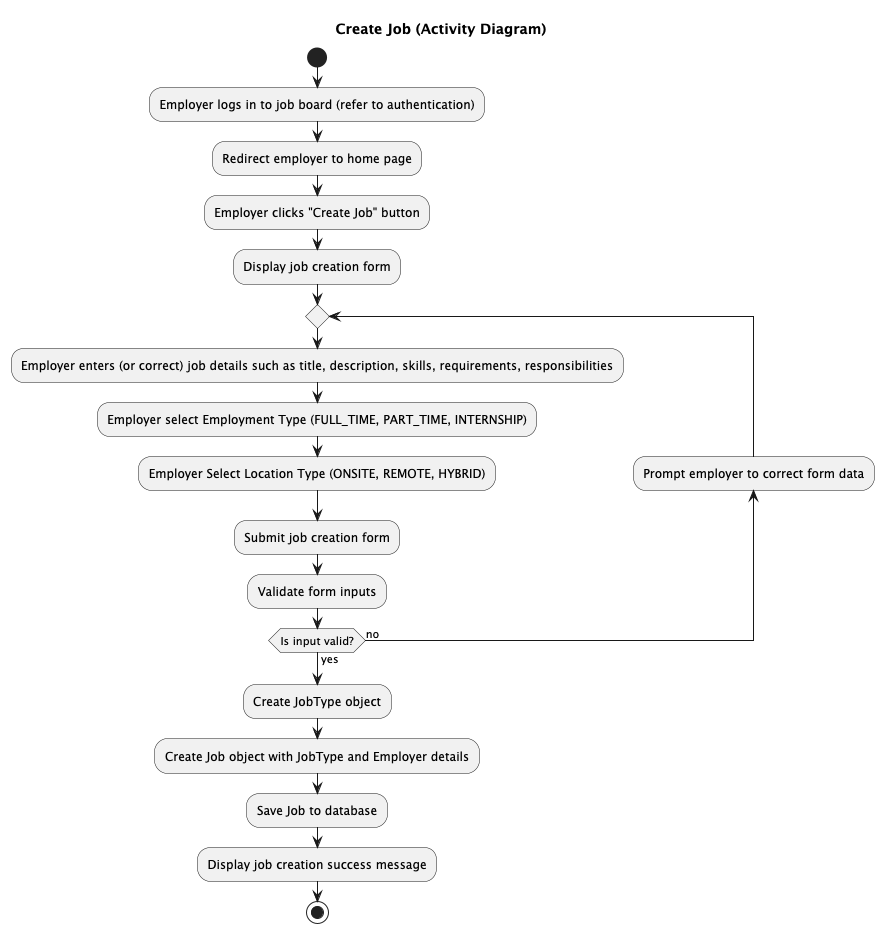 Create Job (Activity Diagram)
Employer logs in to job board (refer to authentication)
Redirect employer to home page
Employer clicks "Create Job" button
Display job creation form
Employer enters (or correct) job details such as title, description, skills, requirements, responsibilities
Employer select Employment Type (FULL_TIME, PART_TIME, INTERNSHIP)
Employer Select Location Type (ONSITE, REMOTE, HYBRID)
Prompt employer to correct form data
Submit job creation form
Validate form inputs
Is input valid?
no
yes
Create JobType object
Create Job object with JobType and Employer details
Save Job to database
Display job creation success message